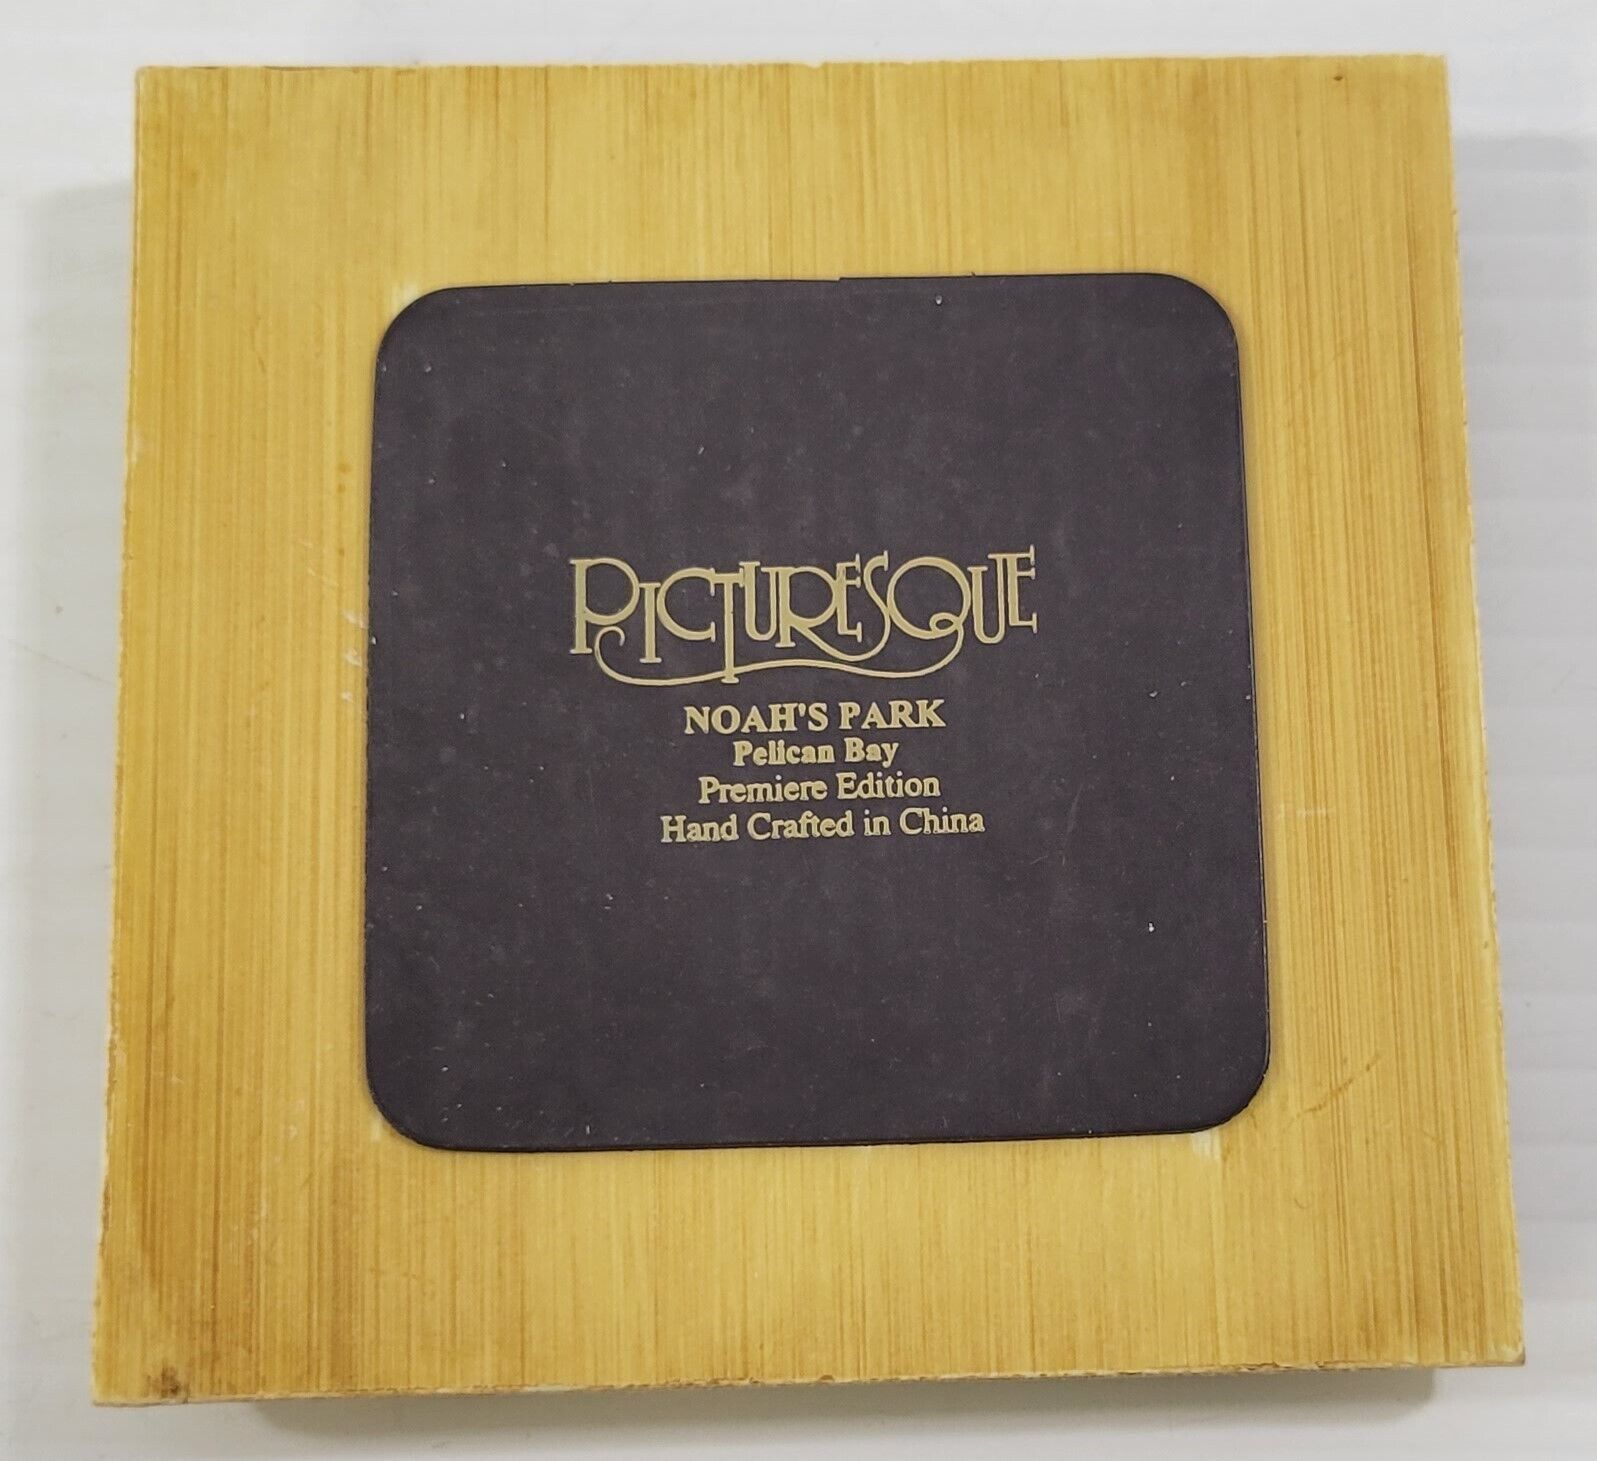 PICTURESQUE
NOAH'S PARK
Pelican Bay
Premiere Edition
Hand Crafted in China